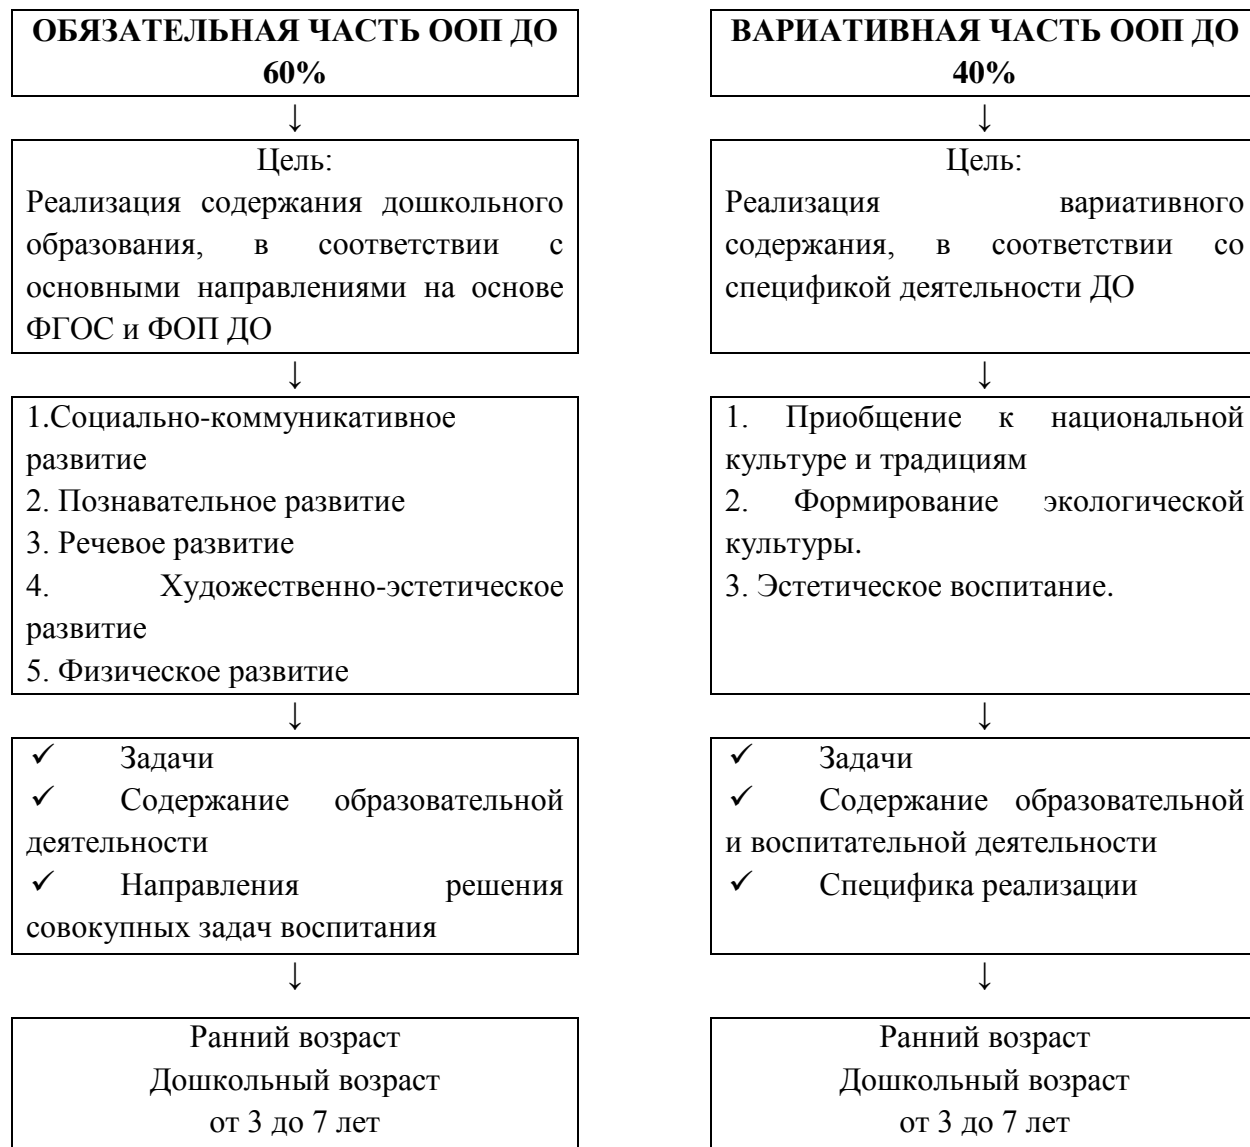 ОБЯЗАТЕЛЬНАЯ ЧАСТЬ ООП ДО
60%
↓
Цель:
Реализация содержания дошкольного
образования, в соответствии с
основными направлениями на основе
ФГОС и ФОП ДО
↓
1.Социально-коммуникативное
развитие
2. Познавательное развитие
3. Речевое развитие
4. Художественно-эстетическое
развитие
5. Физическое развитие
↓
✓ Задачи
✓ Содержание образовательной
деятельности
✓ Направления решения
совокупных задач воспитания
↓
Ранний возраст
Дошкольный возраст
от 3 до 7 лет
ВАРИАТИВНАЯ ЧАСТЬ ООП ДО
40%
↓
Цель:
Реализация вариативного
содержания, в соответствии со
спецификой деятельности ДО
↓
1. Приобщение к национальной
культуре и традициям
2. Формирование экологической
культуры.
3. Эстетическое воспитание.
↓
✓ Задачи
✓ Содержание образовательной
и воспитательной деятельности
✓ Специфика реализации
↓
Ранний возраст
Дошкольный возраст
от 3 до 7 лет